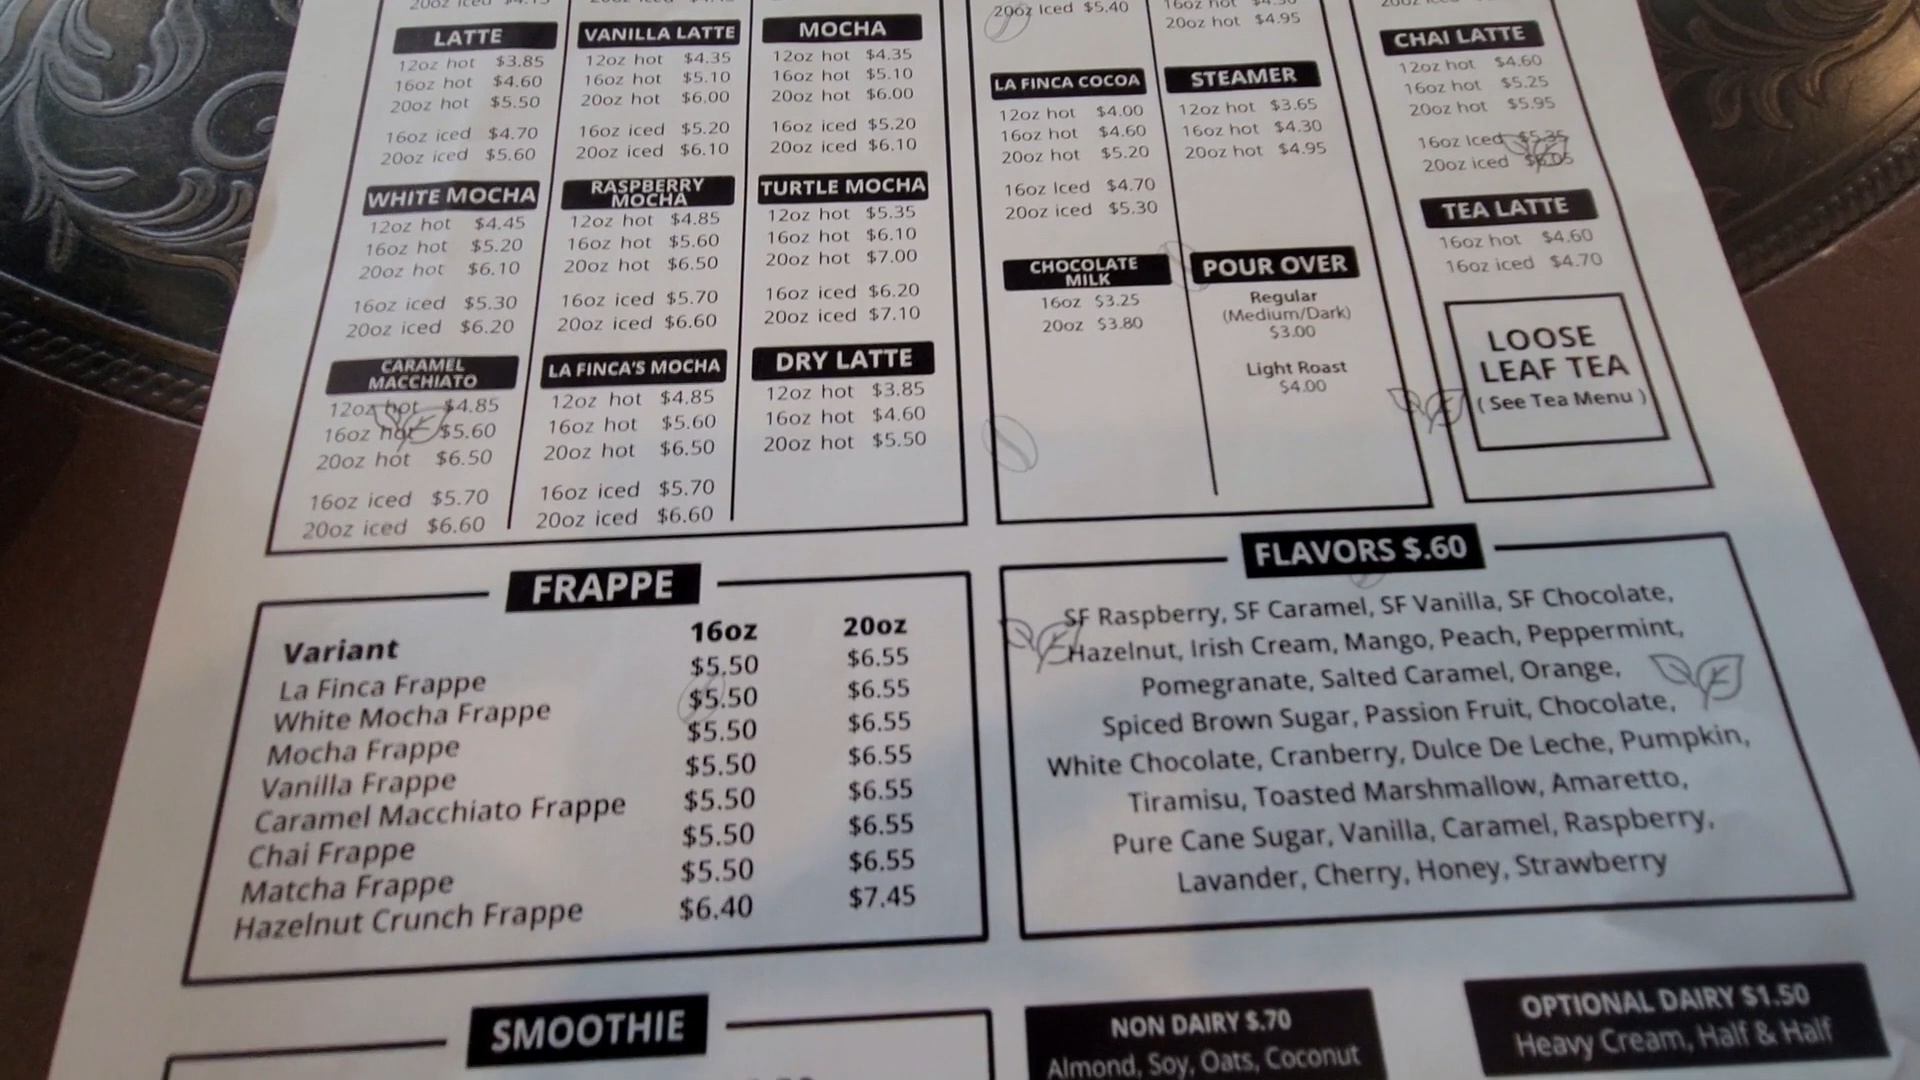 LATTE
12oz hot $3.85
16oz hot $4.60
20oz hot $5.50
16oz iced $4.70
20oz iced $5.60
VANILLA LATTE
12oz hot $4.35
16oz hot $5.10
20oz hot $6.00
16oz iced $5.20
20oz iced $6.10
MOCHA
12oz hot $4.35
16oz hot $5.10
20oz hot $6.00
16oz iced $5.20
20oz iced $6.10
WHITE MOCHA
12oz hot $4.45
16oz hot $5.20
20oz hot $6.10
16oz iced $5.30
20oz iced $6.20
RASPBERRY
MOCHA
12oz hot $4.85
16oz hot $5.60
20oz hot $6.50
16oz iced $5.70
20oz iced $6.60
TURTLE MOCHA
12oz hot $5.35
16oz hot $6.10
20oz hot $7.00
16oz iced $6.20
20oz iced $7.10
CARAMEL
MACCHIATO
12oz hot $4.85
16oz hot $5.60
20oz hot $6.50
16oz iced $5.70
20oz iced $6.60
LA FINCA'S MOCHA
12oz hot $4.85
16oz hot $5.60
20oz hot $6.50
16oz iced $5.70
20oz iced $6.60
DRY LATTE
12oz hot $3.85
16oz hot $4.60
20oz hot $5.50
20oz Iced $5.40
20oz hot $4.95
LA FINCA COCOA
12oz hot $4.00
16oz hot $4.60
20oz hot $5.20
16oz Iced $4.70
20oz iced $5.30
STEAMER
12oz hot $3.65
16oz hot $4.30
20oz hot $4.95
CHOCOLATE
MILK
16oz $3.25
20oz $3.80
POUR OVER
Regular
(Medium/Dark)
$3.00
Light Roast
$4.00
CHAI LATTE
12oz hot $4.60
16oz hot $5.25
20oz hot $5.95
16oz Iced $5.35
20oz iced $6.05
TEA LATTE
16oz hot $4.60
16oz iced $4.70
LOOSE
LEAF TEA
( See Tea Menu )
FRAPPE
Variant 16oz 20oz
La Finca Frappe $5.50 $6.55
White Mocha Frappe $5.50 $6.55
Mocha Frappe $5.50 $6.55
Vanilla Frappe $5.50 $6.55
Caramel Macchiato Frappe $5.50 $6.55
Chai Frappe $5.50 $6.55
Matcha Frappe $5.50 $6.55
Hazelnut Crunch Frappe $6.40 $7.45
FLAVORS $.60
SF Raspberry, SF Caramel, SF Vanilla, SF Chocolate,
Hazelnut, Irish Cream, Mango, Peach, Peppermint,
Pomegranate, Salted Caramel, Orange,
Spiced Brown Sugar, Passion Fruit, Chocolate,
White Chocolate, Cranberry, Dulce De Leche, Pumpkin,
Tiramisu, Toasted Marshmallow, Amaretto,
Pure Cane Sugar, Vanilla, Caramel, Raspberry,
Lavander, Cherry, Honey, Strawberry
SMOOTHIE
NON DAIRY $.70
Almond, Soy, Oats, Coconut
OPTIONAL DAIRY $1.50
Heavy Cream, Half & Half